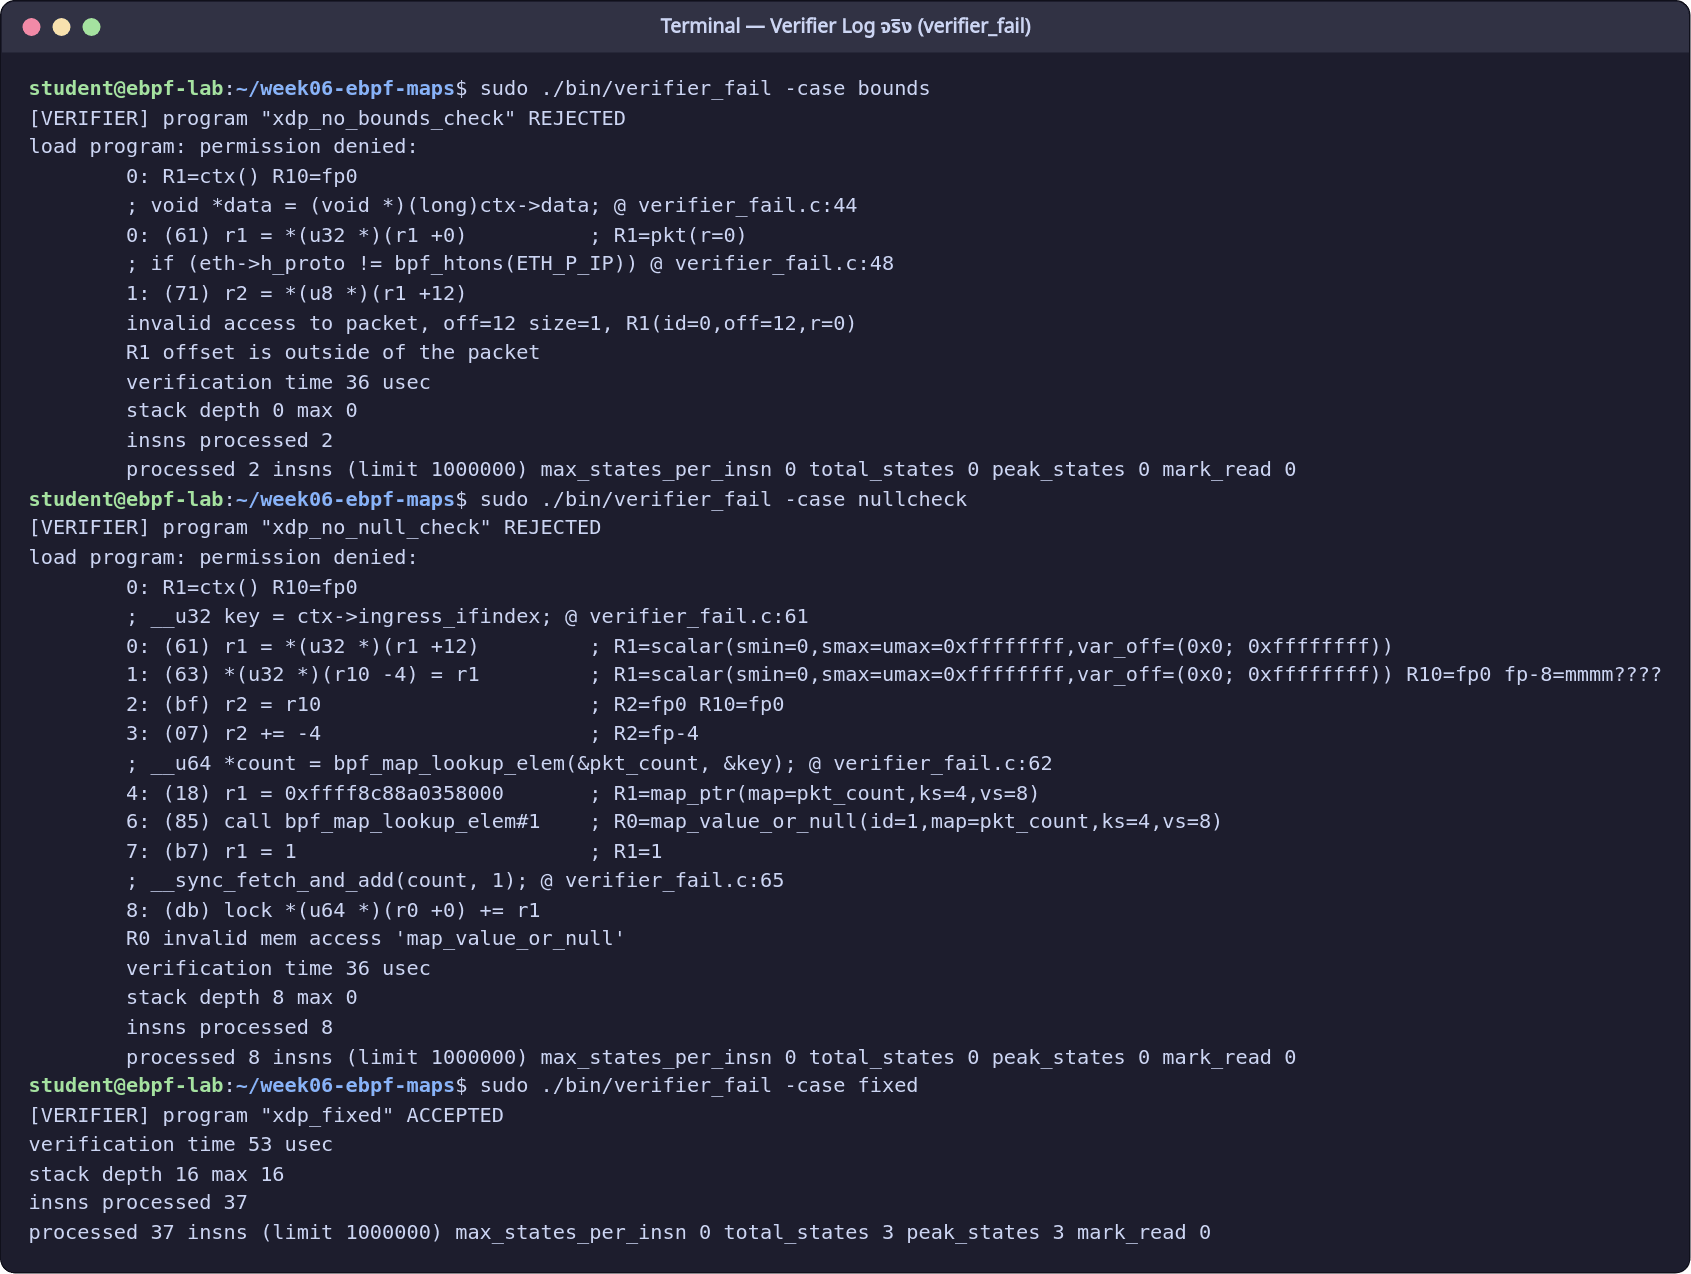 Terminal — Verifier Log จริง (verifier_fail)
student@ebpf-lab:~/week06-ebpf-maps$ sudo ./bin/verifier_fail -case bounds
[VERIFIER] program "xdp_no_bounds_check" REJECTED
load program: permission denied:
        0: R1=ctx() R10=fp0
        ; void *data = (void *)(long)ctx->data; @ verifier_fail.c:44
        0: (61) r1 = *(u32 *)(r1 +0)          ; R1=pkt(r=0)
        ; if (eth->h_proto != bpf_htons(ETH_P_IP)) @ verifier_fail.c:48
        1: (71) r2 = *(u8 *)(r1 +12)
        invalid access to packet, off=12 size=1, R1(id=0,off=12,r=0)
        R1 offset is outside of the packet
        verification time 36 usec
        stack depth 0 max 0
        insns processed 2
        processed 2 insns (limit 1000000) max_states_per_insn 0 total_states 0 peak_states 0 mark_read 0
student@ebpf-lab:~/week06-ebpf-maps$ sudo ./bin/verifier_fail -case nullcheck
[VERIFIER] program "xdp_no_null_check" REJECTED
load program: permission denied:
        0: R1=ctx() R10=fp0
        ; __u32 key = ctx->ingress_ifindex; @ verifier_fail.c:61
        0: (61) r1 = *(u32 *)(r1 +12)         ; R1=scalar(smin=0,smax=umax=0xffffffff,var_off=(0x0; 0xffffffff))
        1: (63) *(u32 *)(r10 -4) = r1         ; R1=scalar(smin=0,smax=umax=0xffffffff,var_off=(0x0; 0xffffffff)) R10=fp0 fp-8=mmmm????
        2: (bf) r2 = r10                      ; R2=fp0 R10=fp0
        3: (07) r2 += -4                      ; R2=fp-4
        ; __u64 *count = bpf_map_lookup_elem(&pkt_count, &key); @ verifier_fail.c:62
        4: (18) r1 = 0xffff8c88a0358000       ; R1=map_ptr(map=pkt_count,ks=4,vs=8)
        6: (85) call bpf_map_lookup_elem#1    ; R0=map_value_or_null(id=1,map=pkt_count,ks=4,vs=8)
        7: (b7) r1 = 1                        ; R1=1
        ; __sync_fetch_and_add(count, 1); @ verifier_fail.c:65
        8: (db) lock *(u64 *)(r0 +0) += r1
        R0 invalid mem access 'map_value_or_null'
        verification time 36 usec
        stack depth 8 max 0
        insns processed 8
        processed 8 insns (limit 1000000) max_states_per_insn 0 total_states 0 peak_states 0 mark_read 0
student@ebpf-lab:~/week06-ebpf-maps$ sudo ./bin/verifier_fail -case fixed
[VERIFIER] program "xdp_fixed" ACCEPTED
verification time 53 usec
stack depth 16 max 16
insns processed 37
processed 37 insns (limit 1000000) max_states_per_insn 0 total_states 3 peak_states 3 mark_read 0